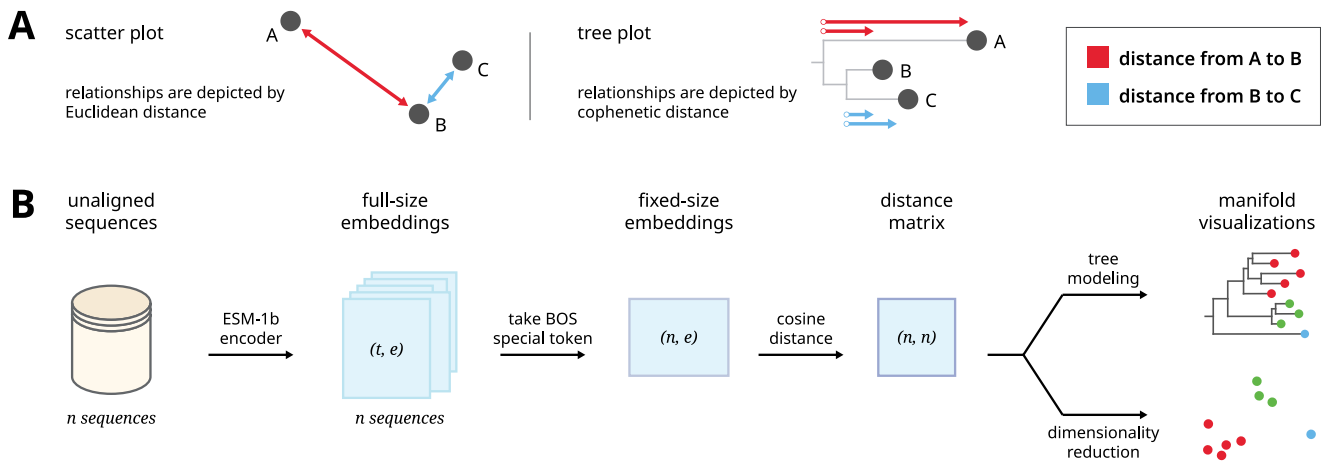 A
scatter plot
A
C
B
relationships are depicted by
Euclidean distance
tree plot
A
B
C
relationships are depicted by
cophenetic distance
distance from A to B
distance from B to C
B
unaligned
sequences
full-size
embeddings
fixed-size
embeddings
distance
matrix
manifold
visualizations
ESM-1b
encoder
(t, e)
take BOS
special token
(n, e)
cosine
distance
(n, n)
tree
modeling
dimensionality
reduction
n sequences
n sequences